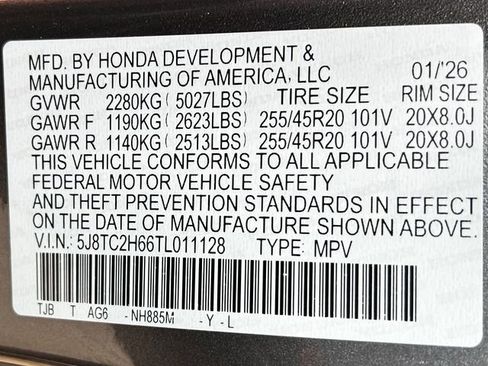 MFD. BY HONDA DEVELOPMENT &
MANUFACTURING OF AMERICA, LLC 01/'26
GVWR 2280KG ( 5027LBS) TIRE SIZE RIM SIZE
GAWR F 1190KG ( 2623LBS) 255/45R20 101V 20X8.0J
GAWR R 1140KG ( 2513LBS) 255/45R20 101V 20X8.0J
THIS VEHICLE CONFORMS TO ALL APPLICABLE
FEDERAL MOTOR VEHICLE SAFETY
AND THEFT PREVENTION STANDARDS IN EFFECT
ON THE DATE OF MANUFACTURE SHOWN ABOVE.
V.I.N.: 5J8TC2H66TL011128 TYPE: MPV
TJB T AG6 -NH885M -Y-L